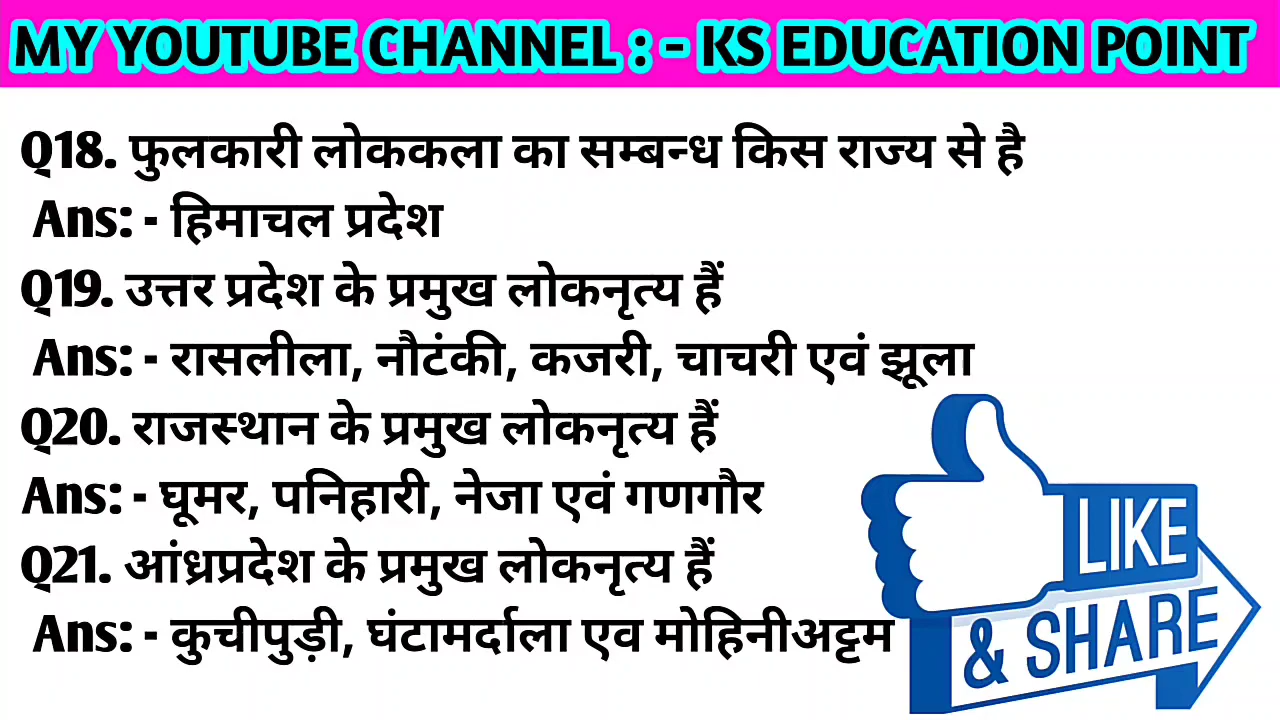 MY YOUTUBE CHANNEL : - KS EDUCATION POINT
Q18. फुलकारी लोककला का सम्बन्ध किस राज्य से है
Ans: - हिमाचल प्रदेश
Q19. उत्तर प्रदेश के प्रमुख लोकनृत्य हैं
Ans: - रासलीला, नौटंकी, कजरी, चाचरी एवं झूला
Q20. राजस्थान के प्रमुख लोकनृत्य हैं
Ans: - घूमर, पनिहारी, नेजा एवं गणगौर
Q21. आंध्रप्रदेश के प्रमुख लोकनृत्य हैं
Ans: - कुचीपुड़ी, घंटामर्दाला एव मोहिनीअट्टम
LIKE
& SHARE